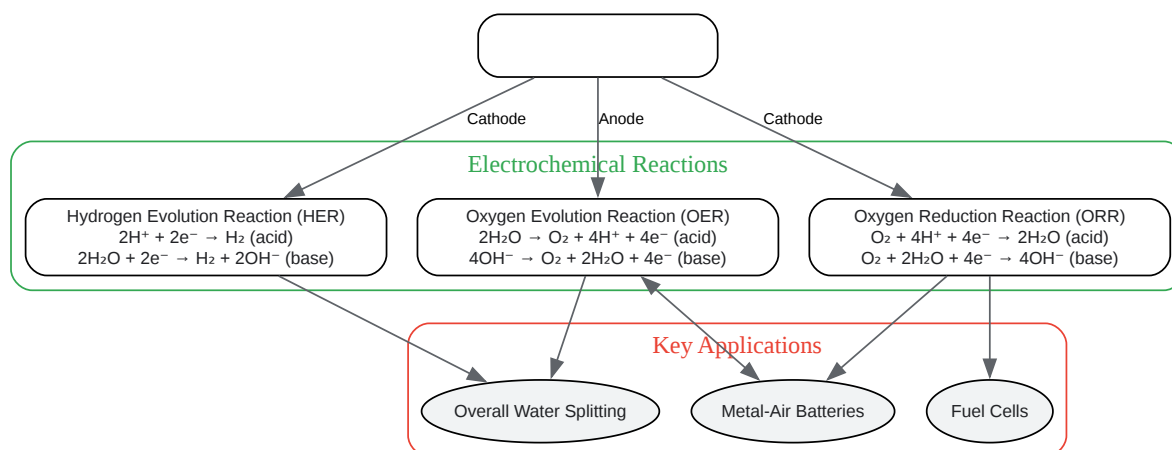 Cathode
Anode
Cathode
Electrochemical Reactions
Hydrogen Evolution Reaction (HER)
2H⁺ + 2e⁻ → H₂ (acid)
2H₂O + 2e⁻ → H₂ + 2OH⁻ (base)
Oxygen Evolution Reaction (OER)
2H₂O → O₂ + 4H⁺ + 4e⁻ (acid)
4OH⁻ → O₂ + 2H₂O + 4e⁻ (base)
Oxygen Reduction Reaction (ORR)
O₂ + 4H⁺ + 4e⁻ → 2H₂O (acid)
O₂ + 2H₂O + 4e⁻ → 4OH⁻ (base)
Key Applications
Overall Water Splitting
Metal-Air Batteries
Fuel Cells